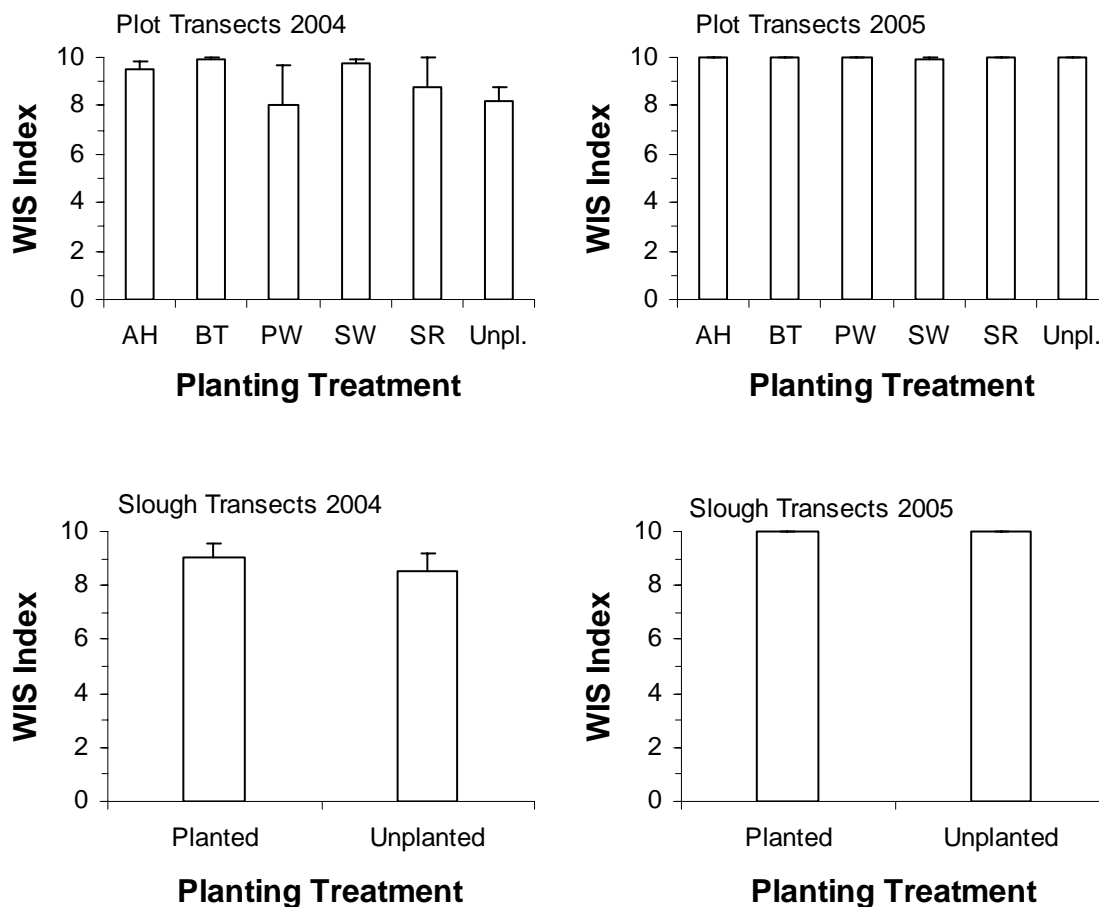 Plot Transects 2004
10
8
6
4
2
0
WIS Index
AH BT PW SW SR Unpl.
Planting Treatment
Plot Transects 2005
10
8
6
4
2
0
WIS Index
AH BT PW SW SR Unpl.
Planting Treatment
Slough Transects 2004
10
8
6
4
2
0
WIS Index
Planted Unplanted
Planting Treatment
Slough Transects 2005
10
8
6
4
2
0
WIS Index
Planted Unplanted
Planting Treatment